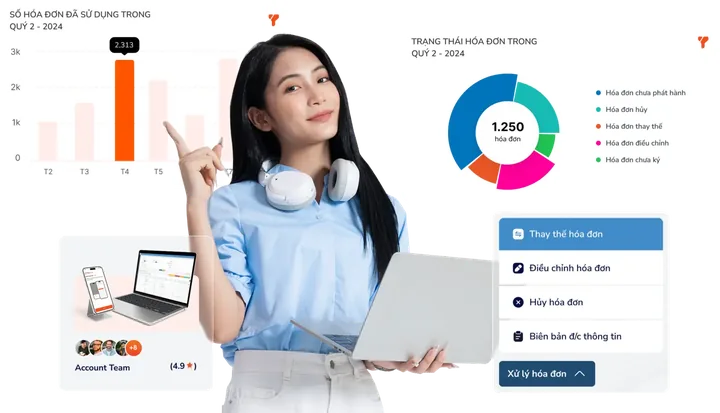 SỐ HÓA ĐƠN ĐÃ SỬ DỤNG TRONG
QUÝ 2 - 2024
3k
2k
1k
0
2,313
T2
T3
T4
T5
TRẠNG THÁI HÓA ĐƠN TRONG
QUÝ 2 - 2024
1.250
hóa đơn
Hóa đơn chưa phát hành
Hóa đơn hủy
Hóa đơn thay thế
Hóa đơn điều chỉnh
Hóa đơn chưa ký
+8
Account Team
(4.9 ★)
Thay thế hóa đơn
Điều chỉnh hóa đơn
Hủy hóa đơn
Biên bản đ/c thông tin
Xử lý hóa đơn